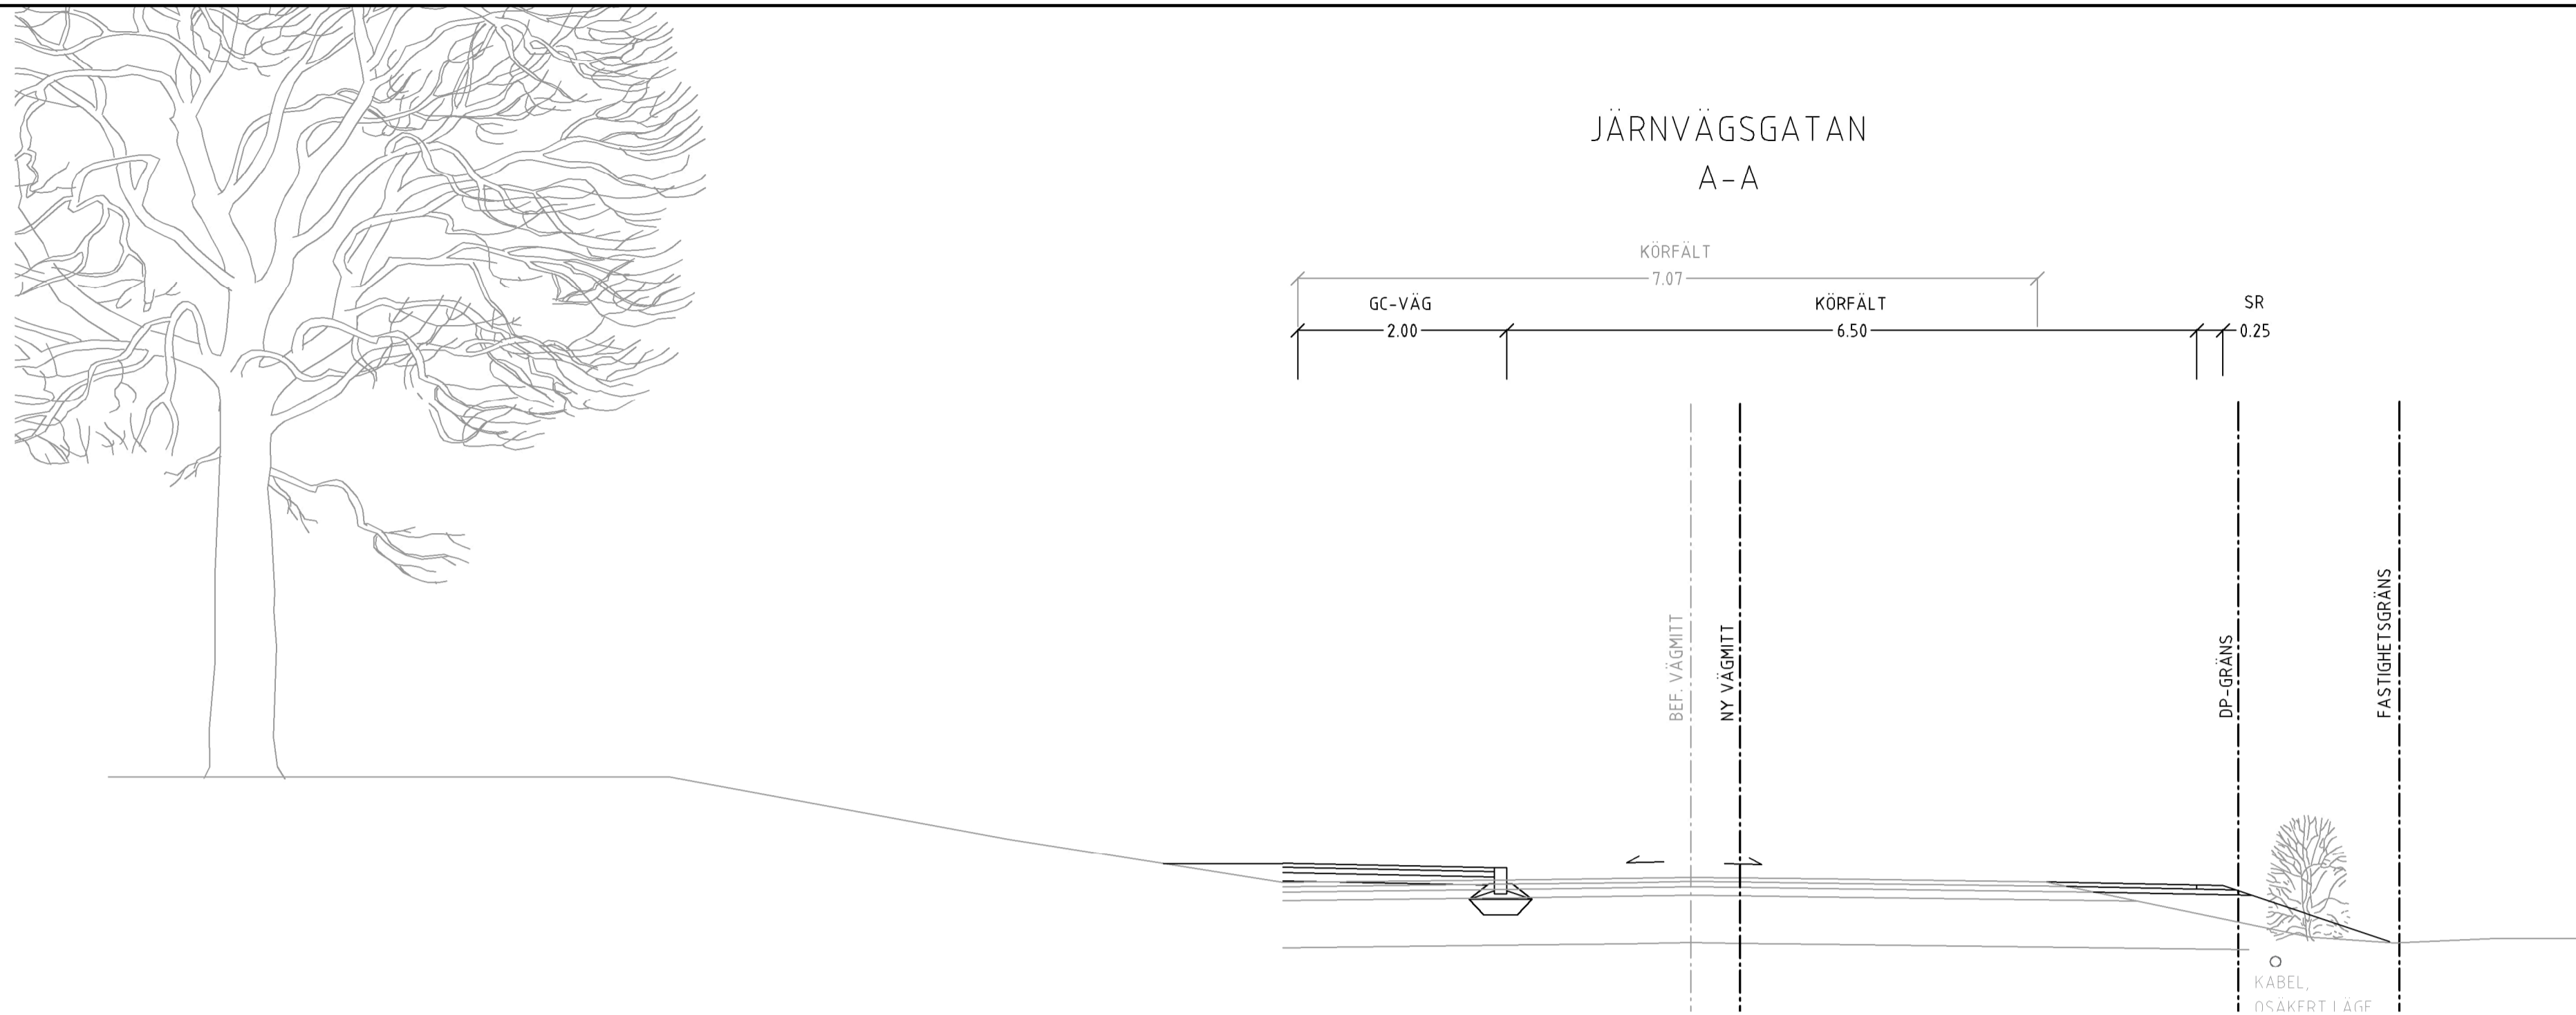 JÄRNVÄGSGATAN
A-A
KÖRFÄLT
7.07
GC-VÄG
KÖRFÄLT
SR
2.00
6.50
0.25
BEF. VÄGMITT
NY VÄGMITT
DP-GRÄNS
FASTIGHETSGRÄNS
KABEL,
OSÄKERT LÄGE